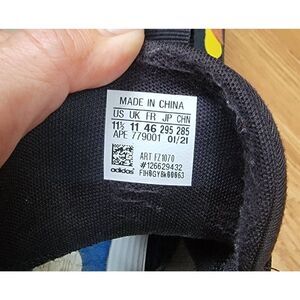 MADE IN CHINA
US UK FR JP CHN
11½ 11 46 295 285
APE 779001 01/21
ART FZ1070
#126629432
adidas